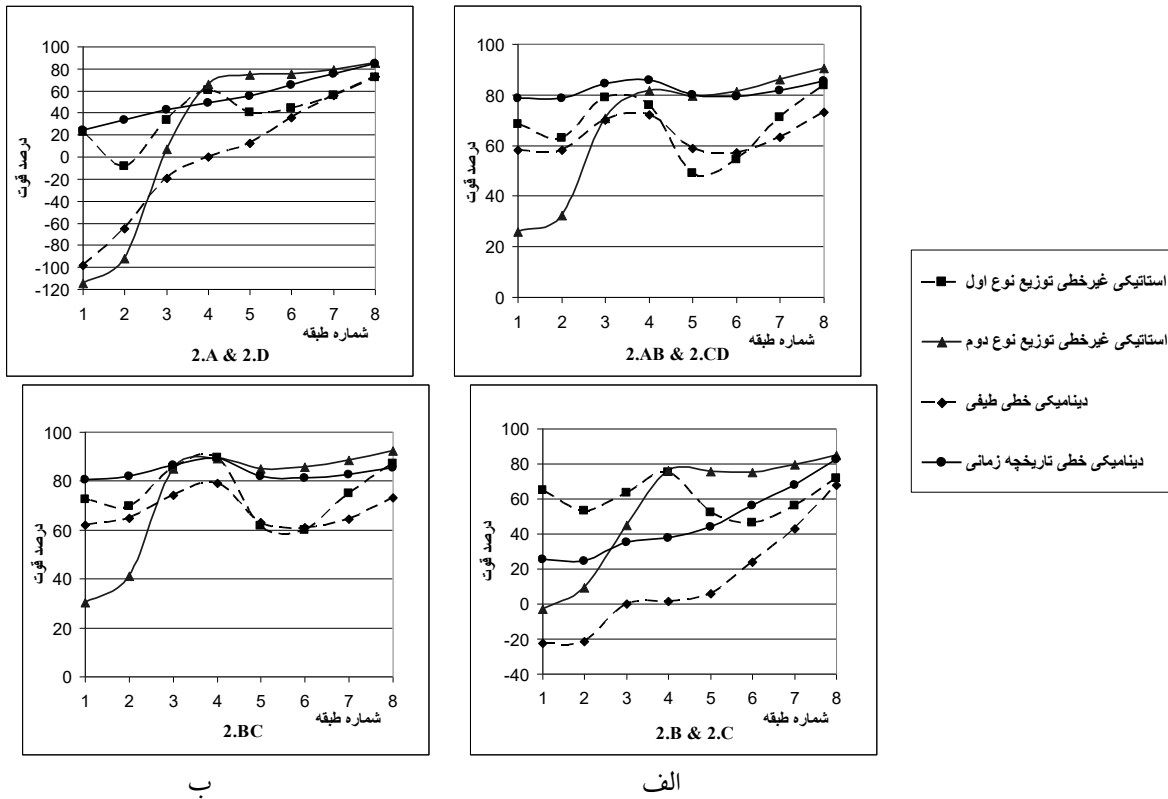 100
80
60
40
20
0
-20
-40
-60
-80
-100
-120
درصد قوت
1 2 3 4 5 6 7 8
شماره طبقه
2.A & 2.D
100
80
60
40
20
0
درصد قوت
1 2 3 4 5 6 7 8
شماره طبقه
2.AB & 2.CD
استاتیکی غیرخطی توزیع نوع اول
استاتیکی غیرخطی توزیع نوع دوم
دینامیکی خطی طیفی
دینامیکی خطی تاریخچه زمانی
100
80
60
40
20
0
درصد قوت
1 2 3 4 5 6 7 8
شماره طبقه
2.BC
100
80
60
40
20
0
-20
-40
درصد قوت
1 2 3 4 5 6 7 8
شماره طبقه
2.B & 2.C
الف
ب